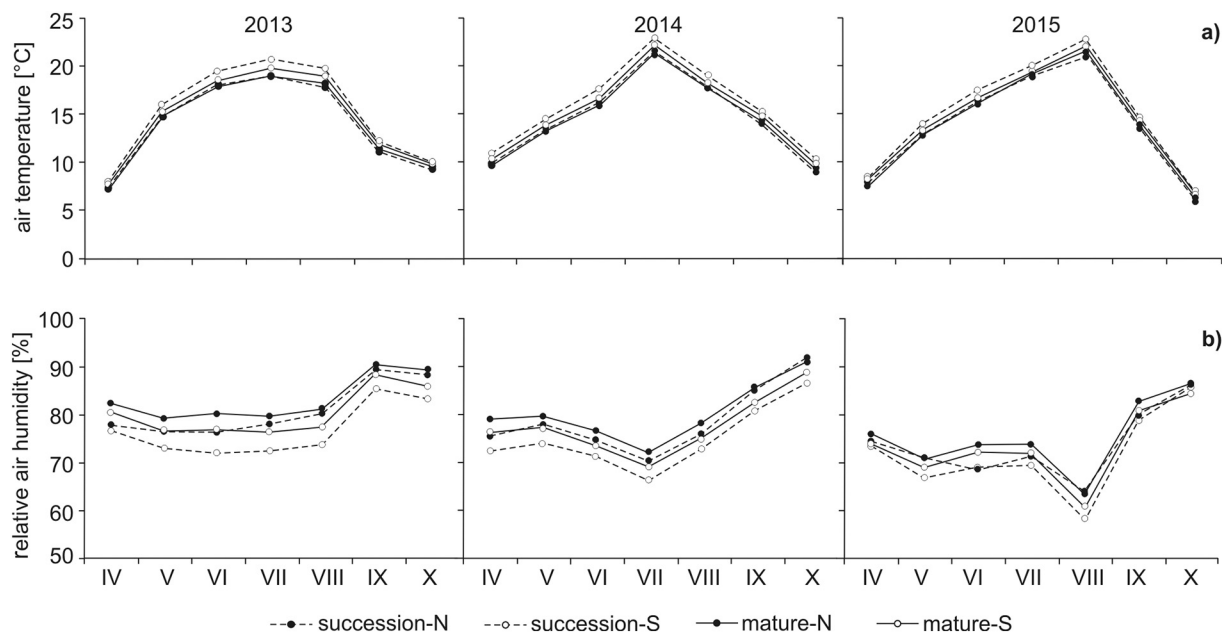 2013 2014 2015
a)
air temperature [°C]
25
20
15
10
5
0
b)
relative air humidity [%]
100
90
80
70
60
50
IV V VI VII VIII IX X IV V VI VII VIII IX X IV V VI VII VIII IX X
succession-N succession-S mature-N mature-S